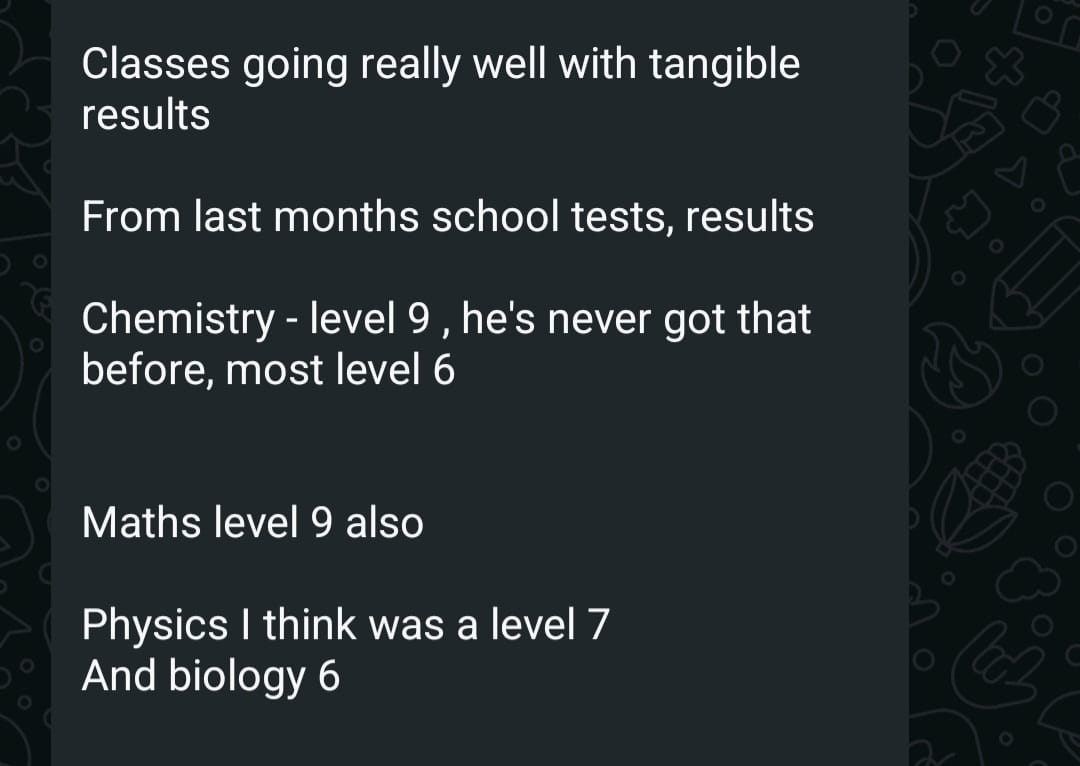 Classes going really well with tangible
results
From last months school tests, results
Chemistry - level 9 , he's never got that
before, most level 6
Maths level 9 also
Physics I think was a level 7
And biology 6